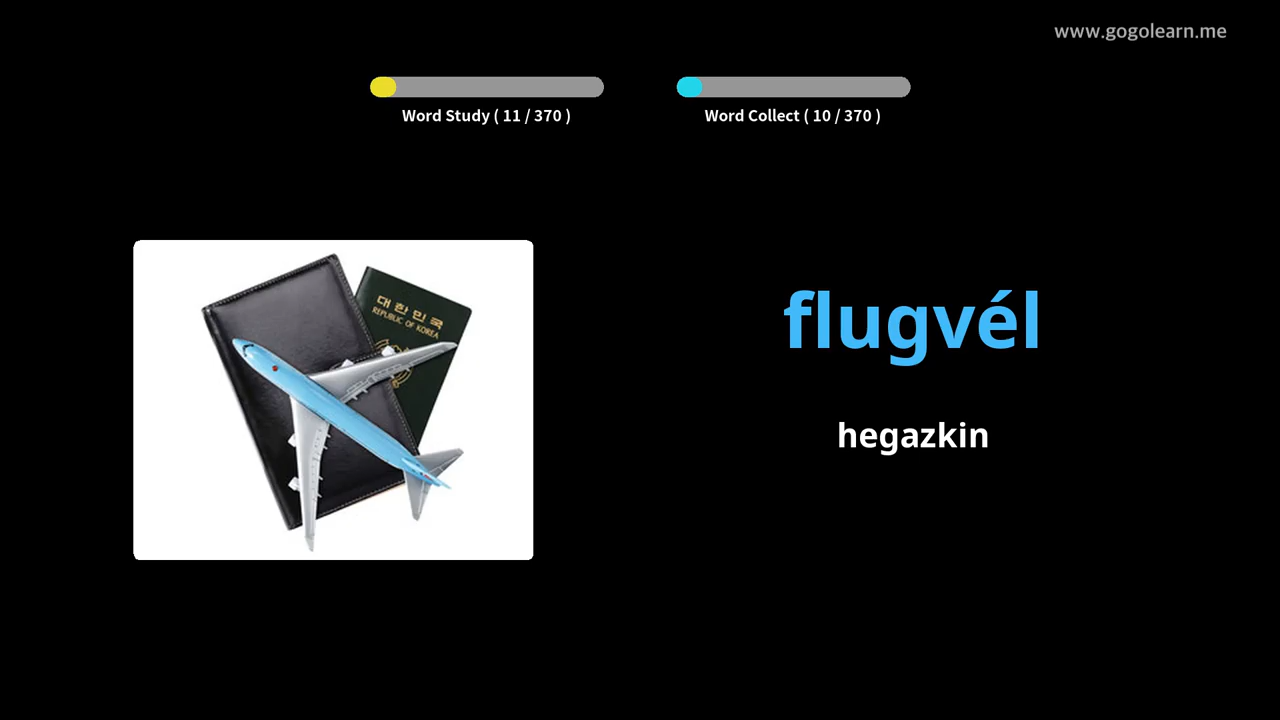 www.gogolearn.me
Word Study ( 11 / 370 )
Word Collect ( 10 / 370 )
대한민국
REPUBLIC OF KOREA
flugvél
hegazkin